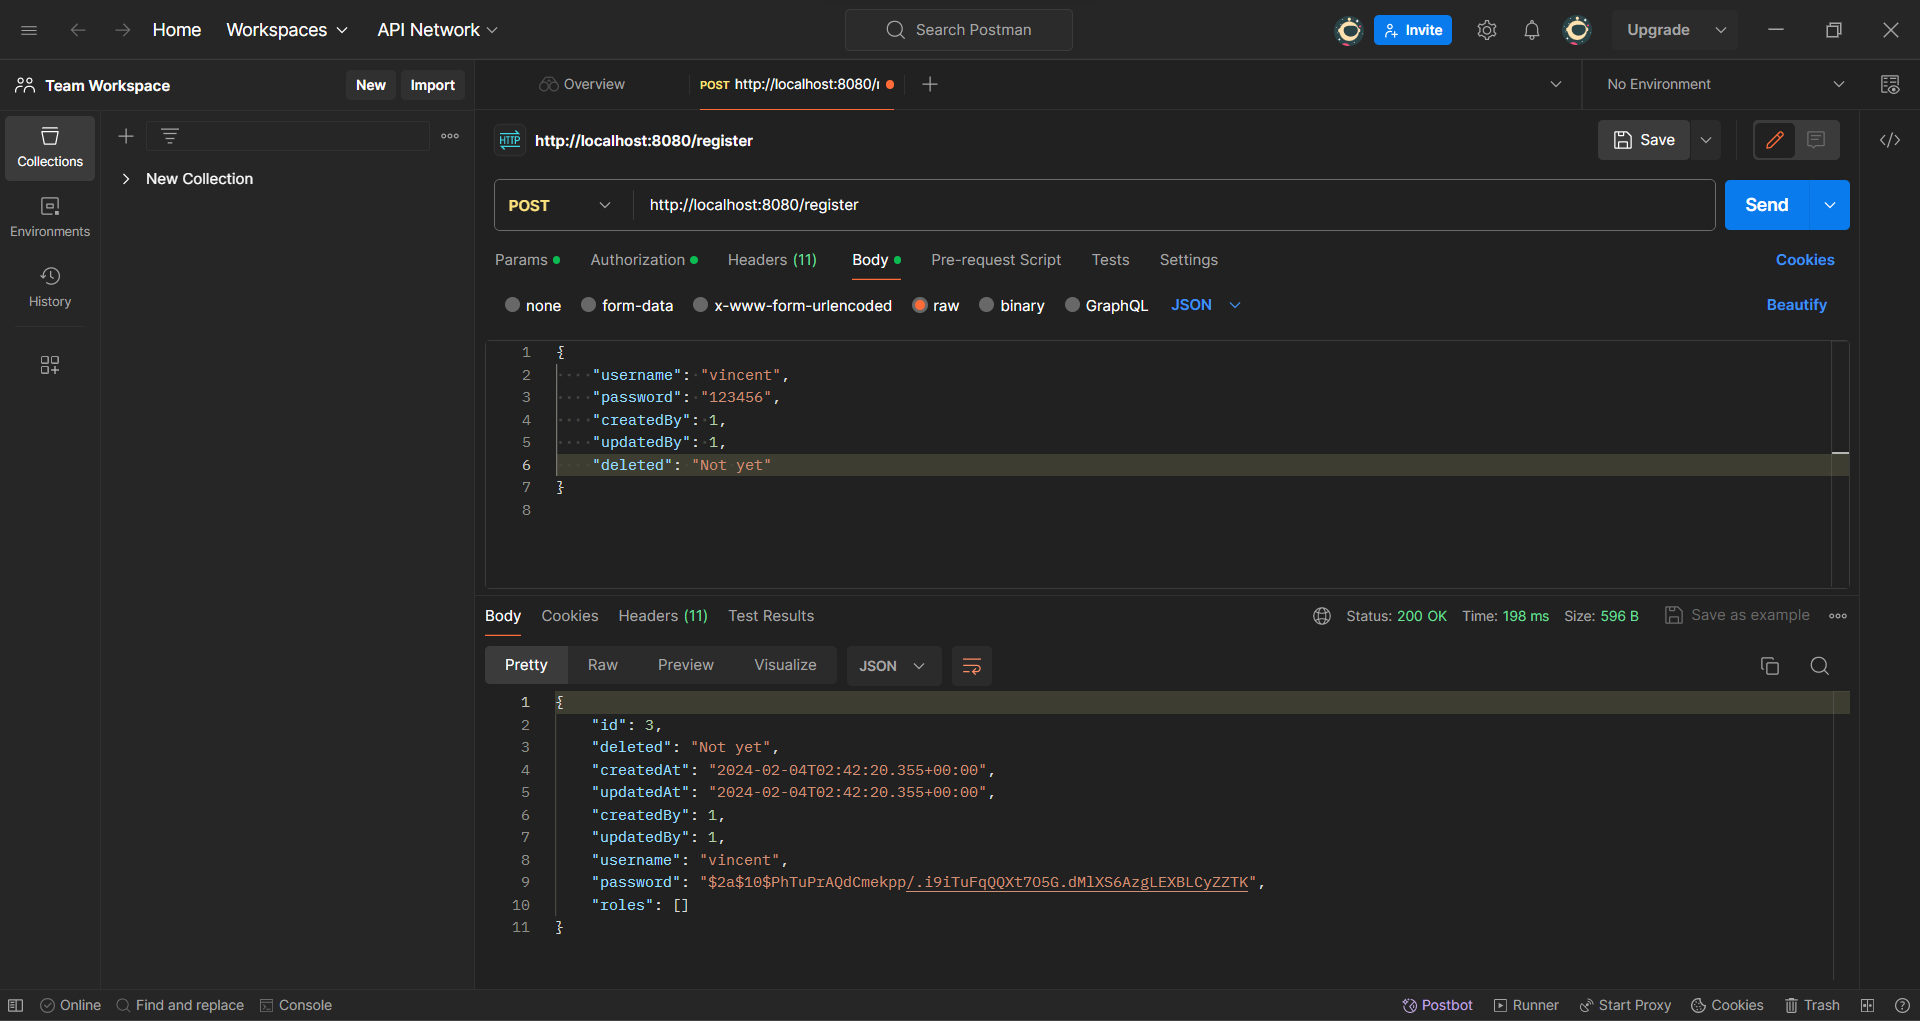 Home Workspaces API Network Search Postman Invite Upgrade
Team Workspace New Import Overview POST http://localhost:8080/r No Environment
HTTP http://localhost:8080/register Save
Collections
New Collection
Environments
History
POST http://localhost:8080/register Send
Params Authorization Headers (11) Body Pre-request Script Tests Settings Cookies
none form-data x-www-form-urlencoded raw binary GraphQL JSON Beautify
1 {
2 "username": "vincent",
3 "password": "123456",
4 "createdBy": 1,
5 "updatedBy": 1,
6 "deleted": "Not yet"
7 }
8
Body Cookies Headers (11) Test Results Status: 200 OK Time: 198 ms Size: 596 B Save as example
Pretty Raw Preview Visualize JSON
1 {
2 "id": 3,
3 "deleted": "Not yet",
4 "createdAt": "2024-02-04T02:42:20.355+00:00",
5 "updatedAt": "2024-02-04T02:42:20.355+00:00",
6 "createdBy": 1,
7 "updatedBy": 1,
8 "username": "vincent",
9 "password": "$2a$10$PhTuPrAQdCmekpp/.i9iTuFqQQXt7O5G.dMlXS6AzgLEXBLCyZZTK",
10 "roles": []
11 }
Online Find and replace Console Postbot Runner Start Proxy Cookies Trash